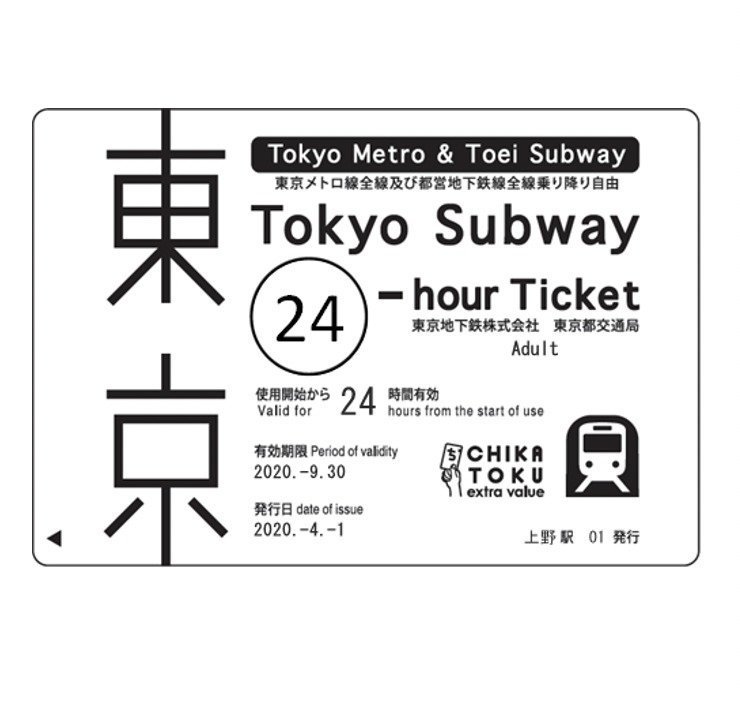 東京
Tokyo Metro & Toei Subway
東京メトロ線全線及び都営地下鉄線全線乗り降り自由
Tokyo Subway
24-hour Ticket
東京地下鉄株式会社 東京都交通局
Adult
使用開始から 24 時間有効
Valid for hours from the start of use
有効期限 Period of validity
2020.-9.30
発行日 date of issue
2020.-4.-1
ち
CHIKA
TOKU
extra value
上野駅 01 発行